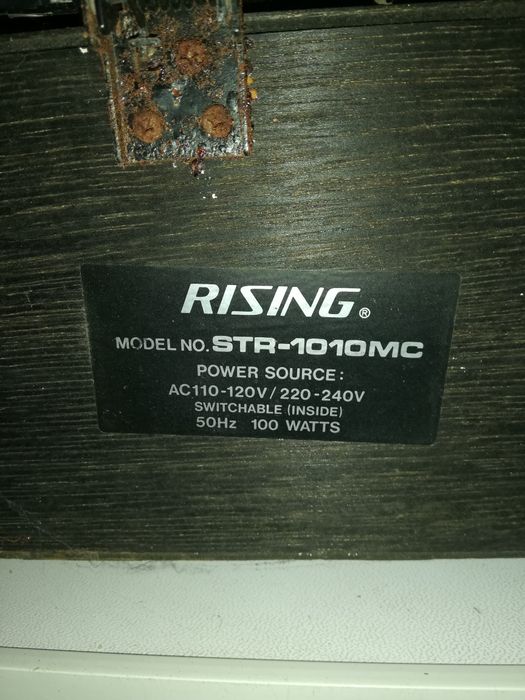 RISING®
MODEL NO. STR-1010MC
POWER SOURCE:
AC110-120V/220-240V
SWITCHABLE (INSIDE)
50Hz 100 WATTS